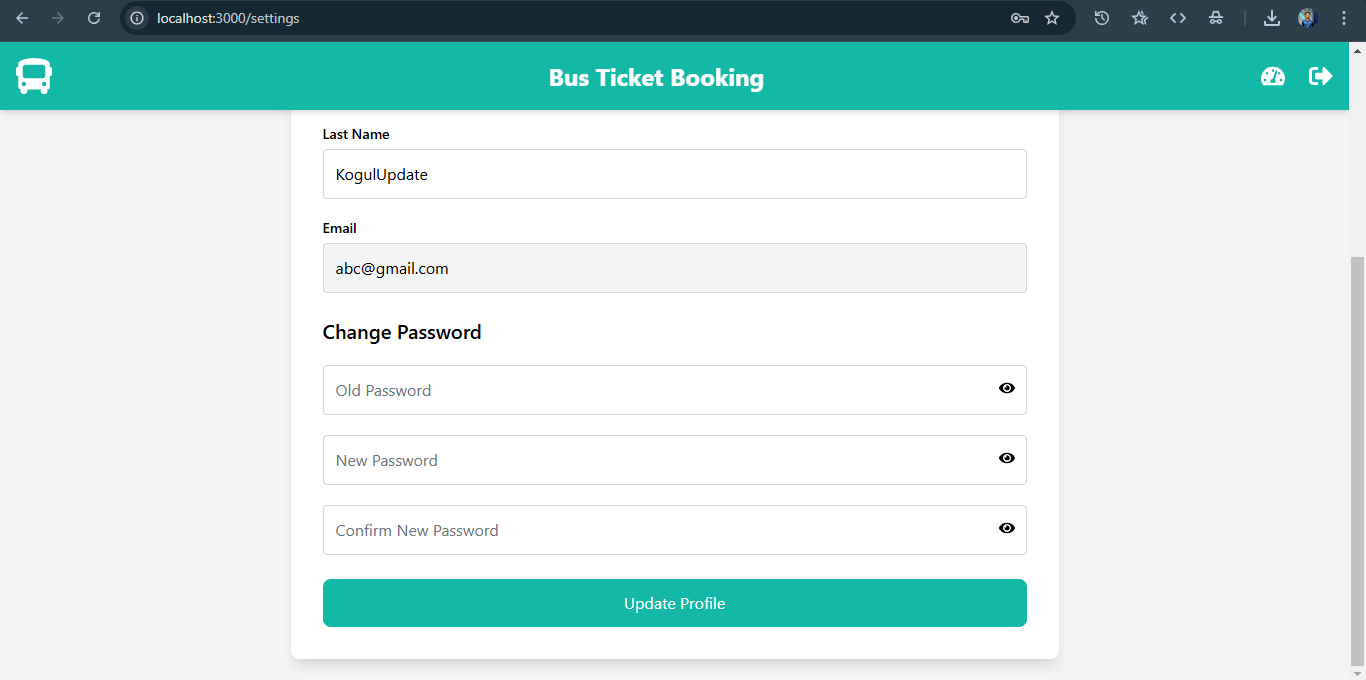 localhost:3000/settings
Bus Ticket Booking
Last Name
KogulUpdate
Email
abc@gmail.com
Change Password
Old Password
New Password
Confirm New Password
Update Profile